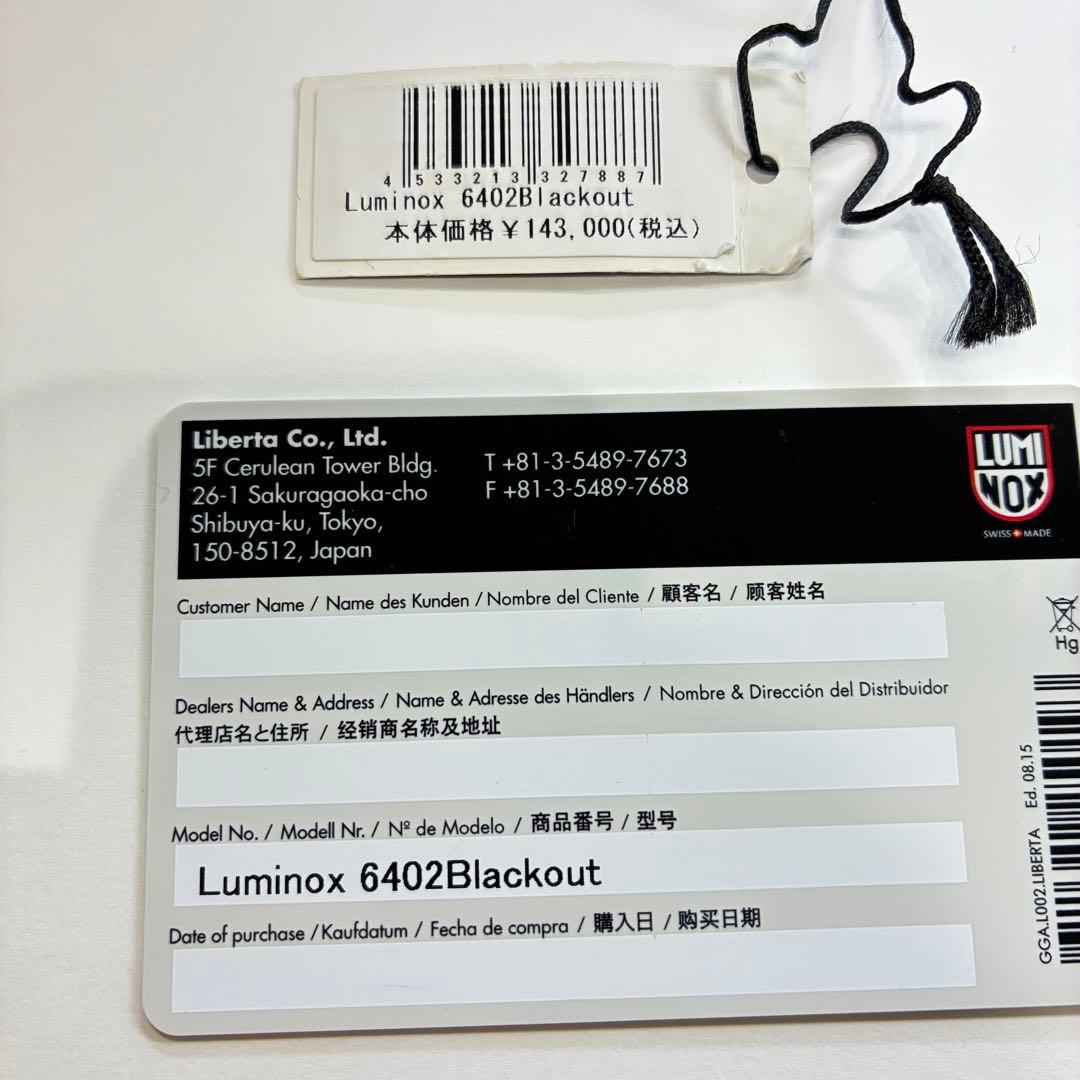 4 533213 327887
Luminox 6402Blackout
本体価格￥143,000(税込)
Liberta Co., Ltd.
5F Cerulean Tower Bldg.
26-1 Sakuragaoka-cho
Shibuya-ku, Tokyo,
150-8512, Japan
T +81-3-5489-7673
F +81-3-5489-7688
LUMI
NOX
SWISS MADE
Customer Name / Name des Kunden / Nombre del Cliente / 顧客名 / 顾客姓名
Hg
Dealers Name & Address / Name & Adresse des Händlers / Nombre & Dirección del Distribuidor
代理店名と住所 / 经销商名称及地址
Model No. / Modell Nr. / Nº de Modelo / 商品番号 / 型号
Luminox 6402Blackout
Date of purchase /Kaufdatum / Fecha de compra / 購入日 / 购买日期
GGA.L002.LIBERTA Ed. 08.15